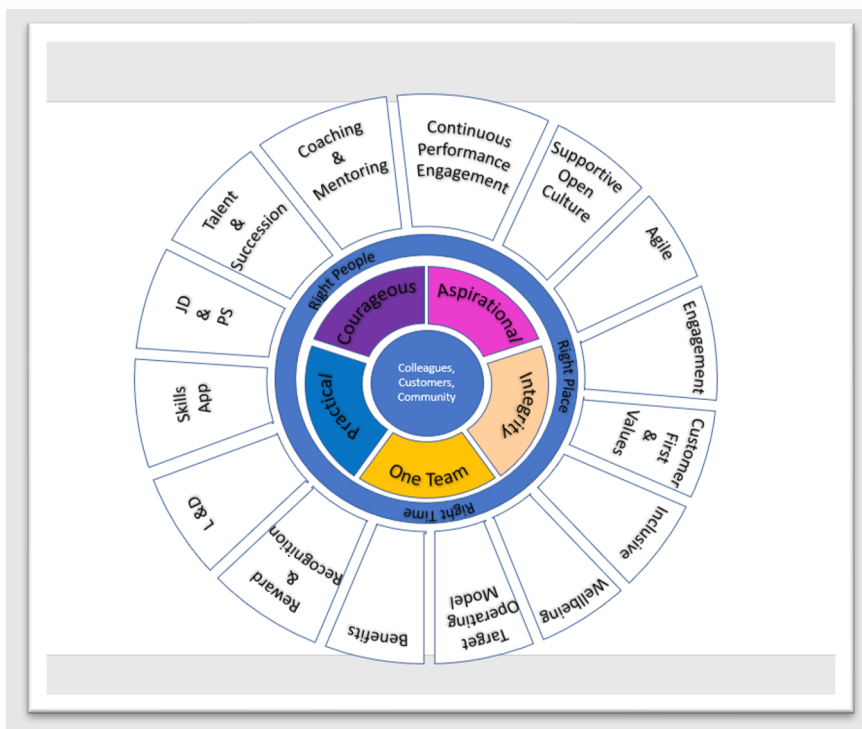 Continuous
Performance
Engagement
Supportive
Open
Culture
Agile
Engagement
Customer
First
&
Values
Inclusive
Wellbeing
Target
Operating
Model
Benefits
Reward
&
Recognition
L&D
Skills
App
JD
&
PS
Talent
&
Succession
Coaching
&
Mentoring
Right People
Right Place
Right Time
Courageous
Aspirational
Integrity
One Team
Practical
Colleagues,
Customers,
Community